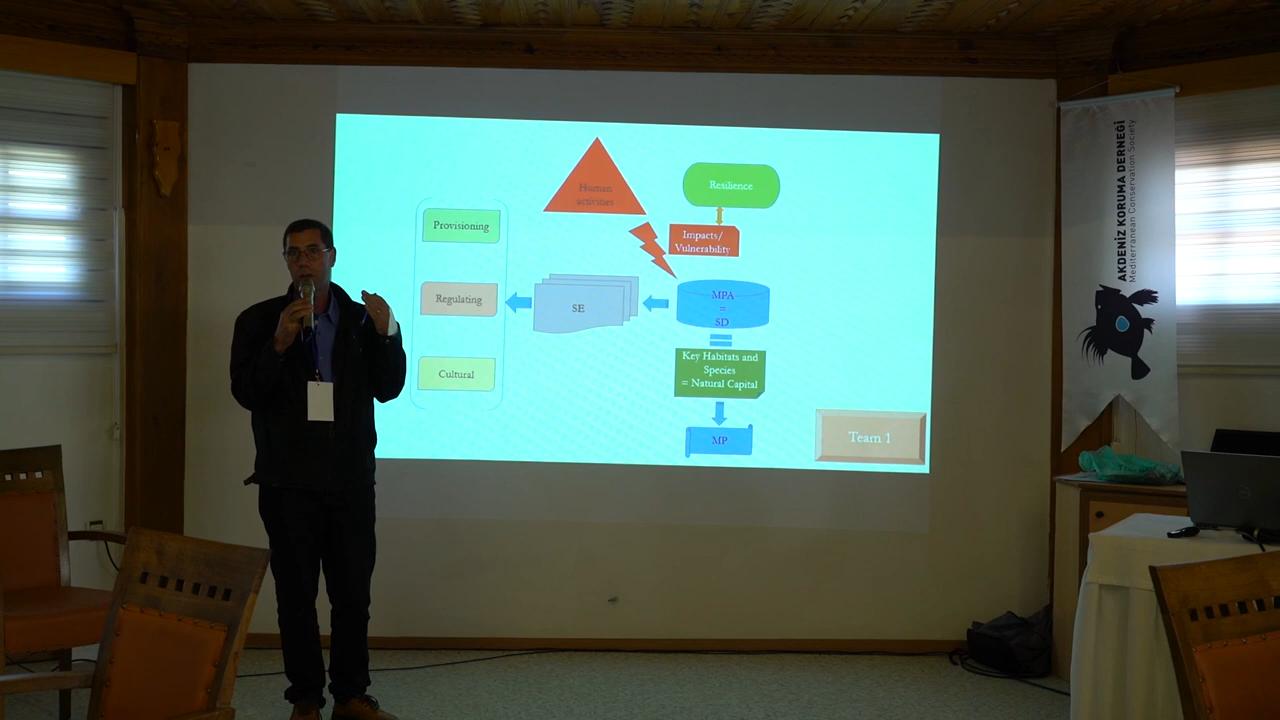 Human
activities
Resilience
Provisioning
Impacts/
Vulnerability
Regulating
SE
MPA
=
SD
Key Habitats and
Species
= Natural Capital
Cultural
MP
Team 1
AKDENİZ KORUMA DERNEĞİ
Mediterranean Conservation Society